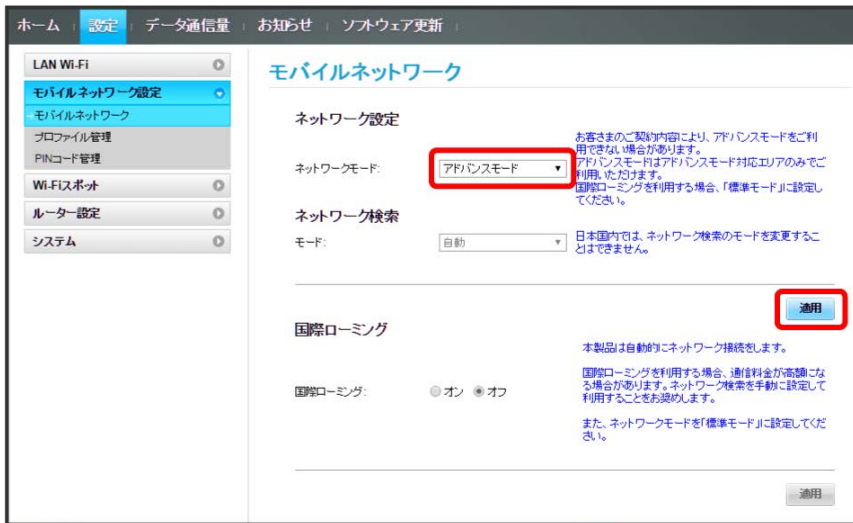 ホーム 設定 データ通信量 お知らせ ソフトウェア更新
LAN Wi-Fi
モバイルネットワーク設定
モバイルネットワーク
プロファイル管理
PINコード管理
Wi-Fiスポット
ルーター設定
システム
モバイルネットワーク
ネットワーク設定
ネットワークモード: アドバンスモード
お客さまのご契約内容により、アドバンスモードをご利
用できない場合があります。
アドバンスモードはアドバンスモード対応エリアのみでご
利用いただけます。
国際ローミングを利用する場合、「標準モード」に設定し
てください。
ネットワーク検索
モード: 自動
日本国内では、ネットワーク検索のモードを変更するこ
とはできません。
適用
国際ローミング
本製品は自動的にネットワーク接続をします。
国際ローミング: オン オフ
国際ローミングを利用する場合、通信料金が高額にな
る場合があります。ネットワーク検索を手動に設定して
利用することをお奨めします。
また、ネットワークモードを「標準モード」に設定してくだ
さい。
適用